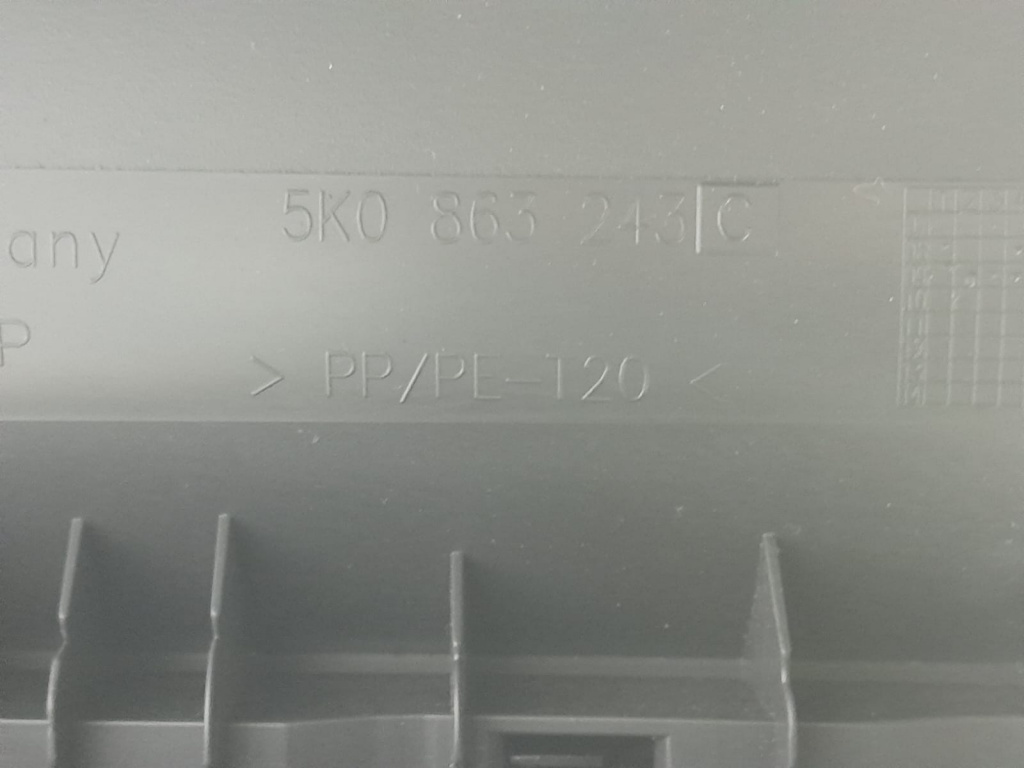 5K0 863 243 C
any
P
> PP/PE-T20 <